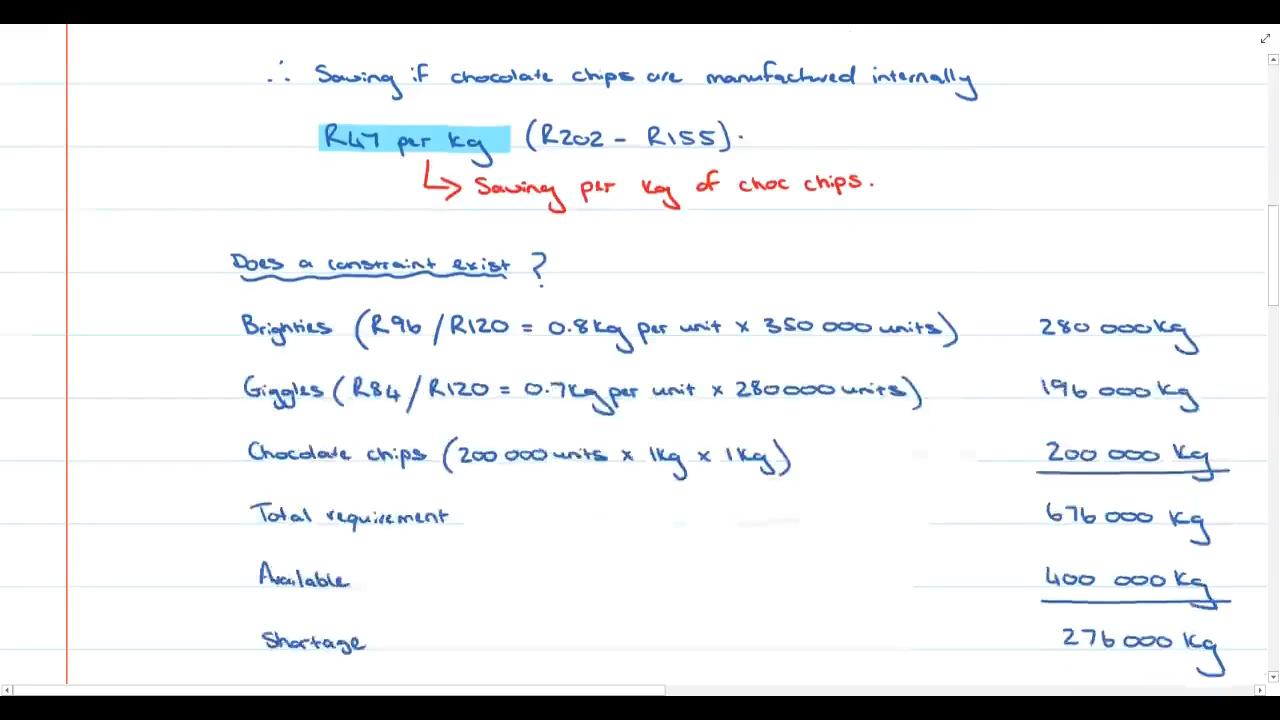 ∴ Saving if chocolate chips are manufactured internally
R47 per kg (R202 - R155).
↳ Saving per kg of choc chips.
Does a constraint exist ?
Brighties (R96 / R120 = 0.8kg per unit × 350 000 units) 280 000kg
Giggles (R84 / R120 = 0.7kg per unit × 280000 units) 196 000kg
Chocolate chips (200 000 units × 1kg × 1kg) 200 000 kg
Total requirement 676 000 kg
Available 400 000 kg
Shortage 276 000 kg